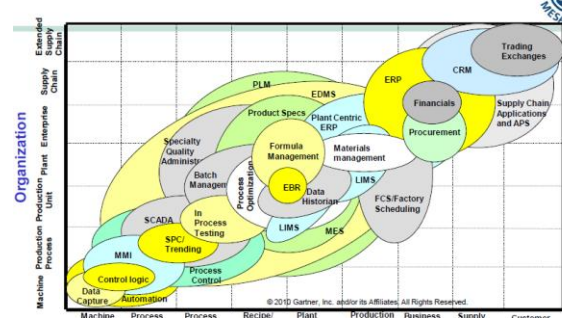 MES
Extended
Supply
Chain
Supply
Chain
Enterprise
Plant
Production
Unit
Production
Process
Machine
Organization
Trading
Exchanges
CRM
ERP
PLM
EDMS
Financials
Supply Chain
Applications
and APS
Product Specs
Plant Centric
ERP
Procurement
Specialty
Quality
Formula
Management
Materials
management
Batch
Process
Optimization
EBR
LIMS
Data
Historian
FCS/Factory
Scheduling
In
Process
Testing
SCADA
LIMS
MES
SPC/
Trending
MMI
Process
Control
Control logic
Data
Capture
Automation
© 2010 Gartner, Inc. and/or its Affiliates. All Rights Reserved.
Machine
Process
Process
Recipe/
Plant
Production
Business
Supply
Customer